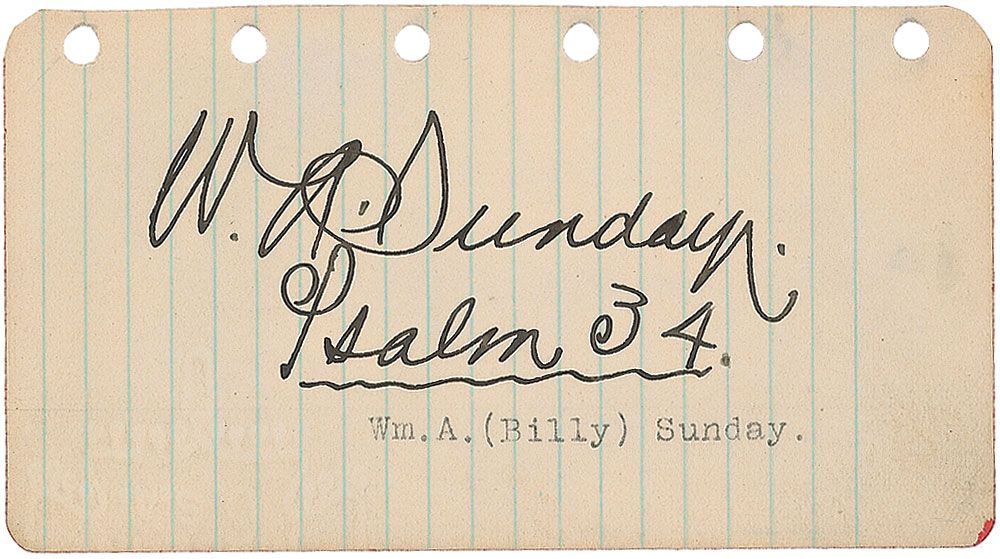 W. A. Sunday.
Psalm 34.
Wm.A.(Billy) Sunday.